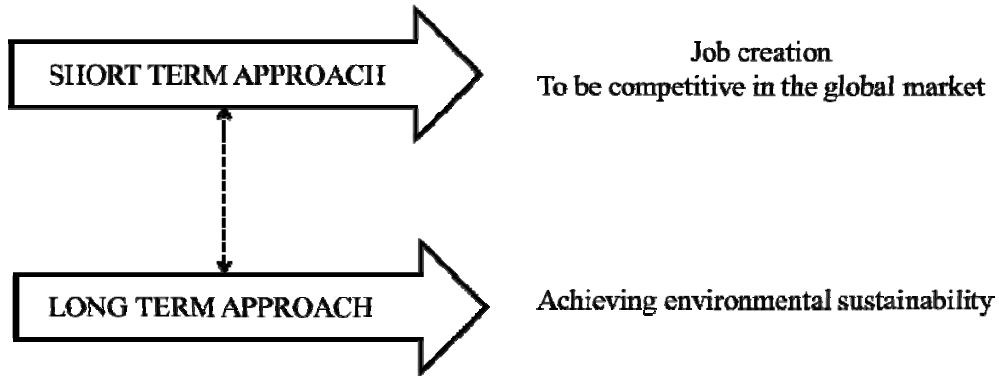 SHORT TERM APPROACH
Job creation
To be competitive in the global market
LONG TERM APPROACH
Achieving environmental sustainability